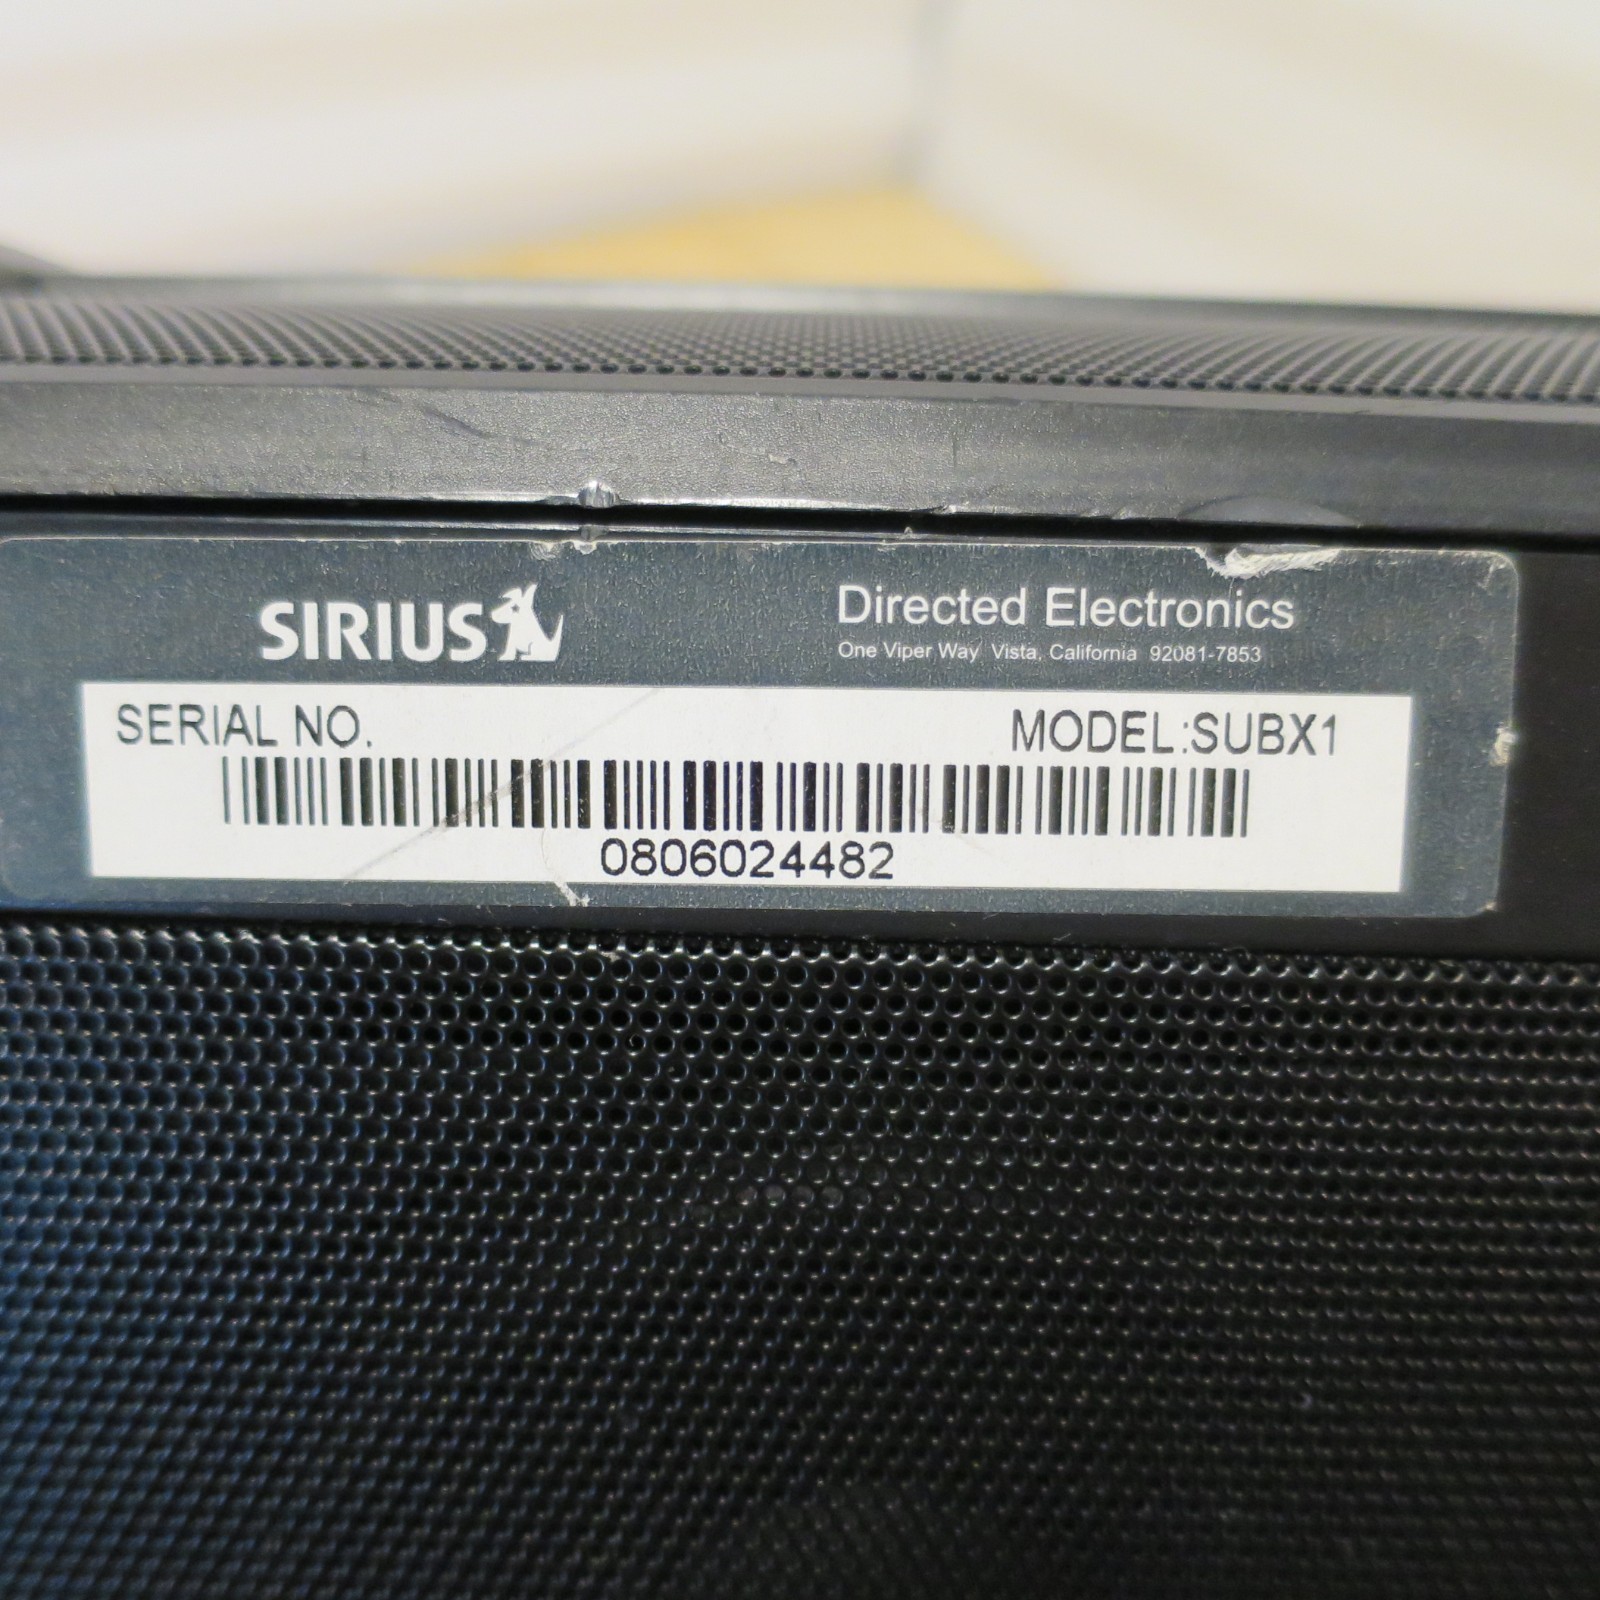 SIRIUS
Directed Electronics
One Viper Way Vista, California 92081-7853
SERIAL NO.
MODEL:SUBX1
0806024482